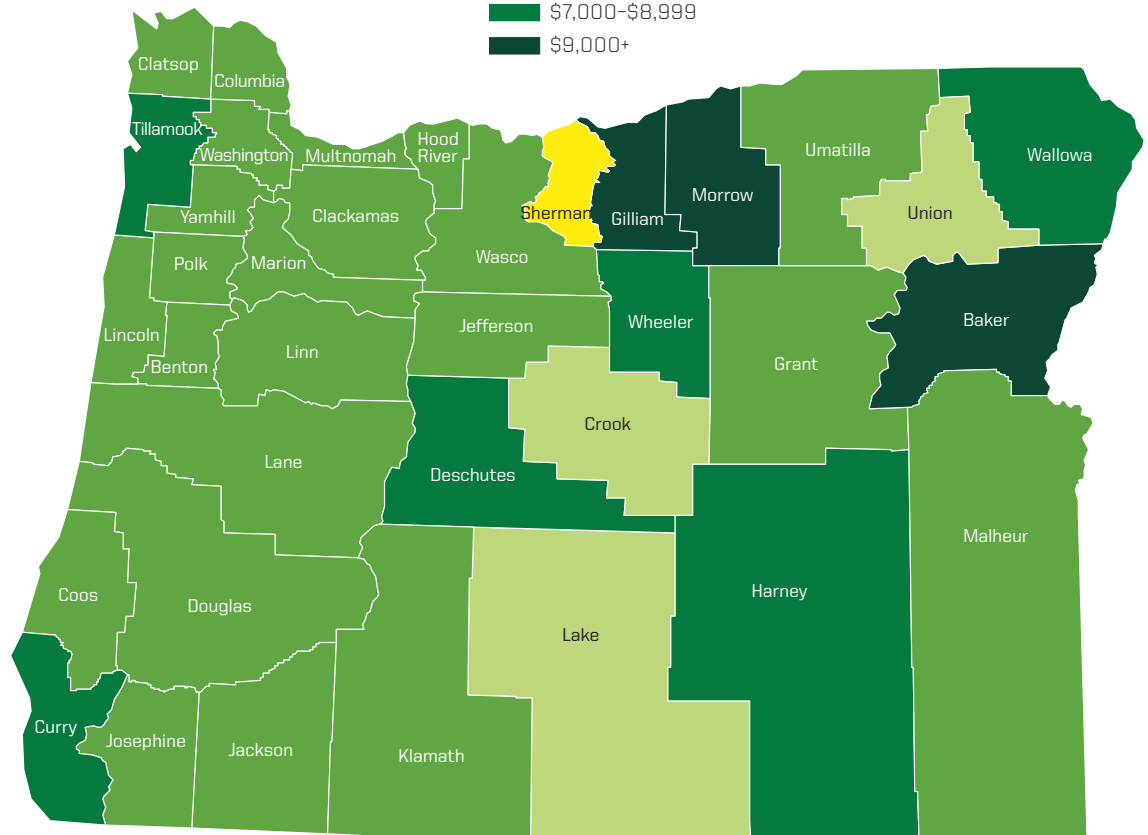 $7,000–$8,999
$9,000+
Clatsop
Columbia
Tillamook
Washington
Multnomah
Hood
River
Yamhill
Clackamas
Sherman
Gilliam
Morrow
Umatilla
Union
Wallowa
Polk
Marion
Wasco
Lincoln
Benton
Linn
Jefferson
Wheeler
Grant
Baker
Lane
Deschutes
Crook
Malheur
Coos
Douglas
Lake
Harney
Curry
Josephine
Jackson
Klamath